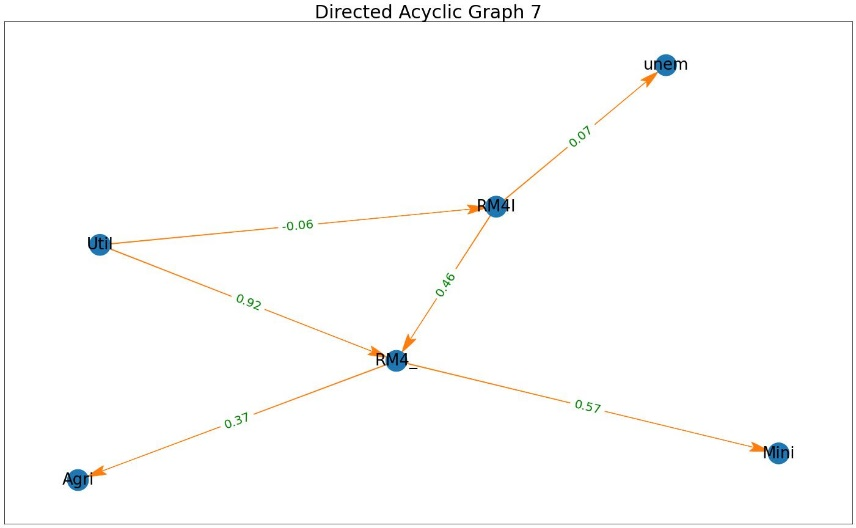 Directed Acyclic Graph 7
unem
0.07
RM4I
-0.06
Util
0.92
0.46
RM4_
0.37
0.57
Mini
Agri